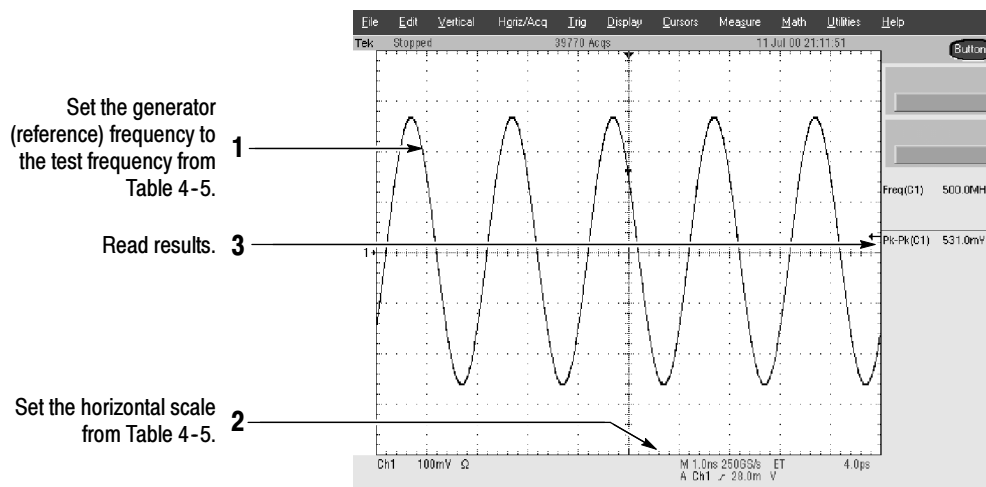 File Edit Vertical Horiz/Acq Trig Display Cursors Measure Math Utilities Help
Tek Stopped 39770 Acqs 11 Jul 00 21:11:51
Button
Set the generator
(reference) frequency to
the test frequency from
Table 4-5.
1
Freq(C1) 500.0MH
Read results. 3
Pk-Pk(C1) 531.0mV
1
Set the horizontal scale
from Table 4-5.
2
Ch1 100mV Ω M 1.0ns 250GS/s ET 4.0ps
A Ch1 28.0m V